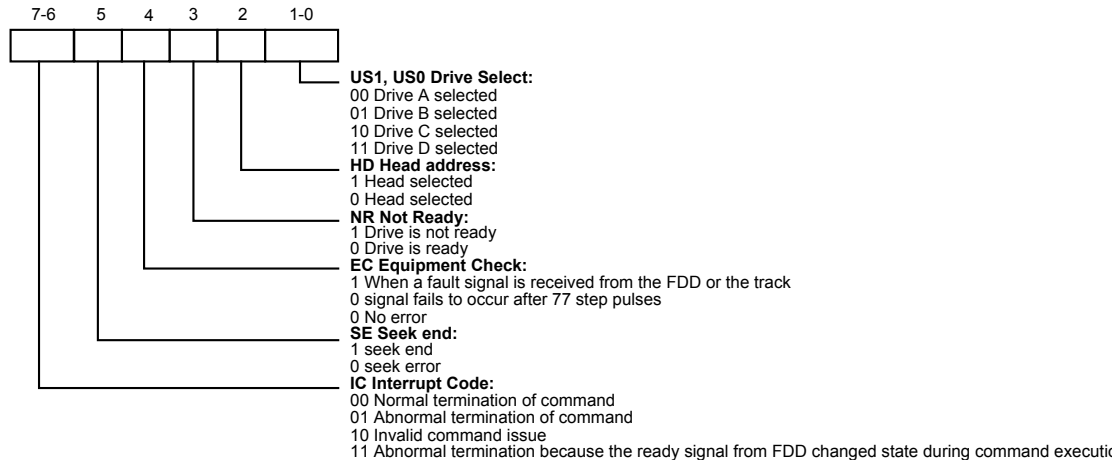 7-6 5 4 3 2 1-0
US1, US0 Drive Select:
00 Drive A selected
01 Drive B selected
10 Drive C selected
11 Drive D selected
HD Head address:
1 Head selected
0 Head selected
NR Not Ready:
1 Drive is not ready
0 Drive is ready
EC Equipment Check:
1 When a fault signal is received from the FDD or the track
0 signal fails to occur after 77 step pulses
0 No error
SE Seek end:
1 seek end
0 seek error
IC Interrupt Code:
00 Normal termination of command
01 Abnormal termination of command
10 Invalid command issue
11 Abnormal termination because the ready signal from FDD changed state during command